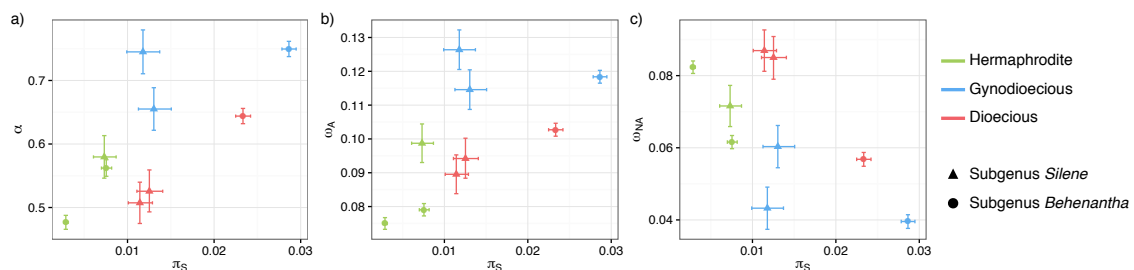 a)
b)
c)
0.7
0.6
0.5
α
0.01
0.02
0.03
πS
0.13
0.12
0.11
0.10
0.09
0.08
ωA
0.01
0.02
0.03
πS
0.08
0.06
0.04
ωNA
0.01
0.02
0.03
πS
Hermaphrodite
Gynodioecious
Dioecious
Subgenus Silene
Subgenus Behenantha